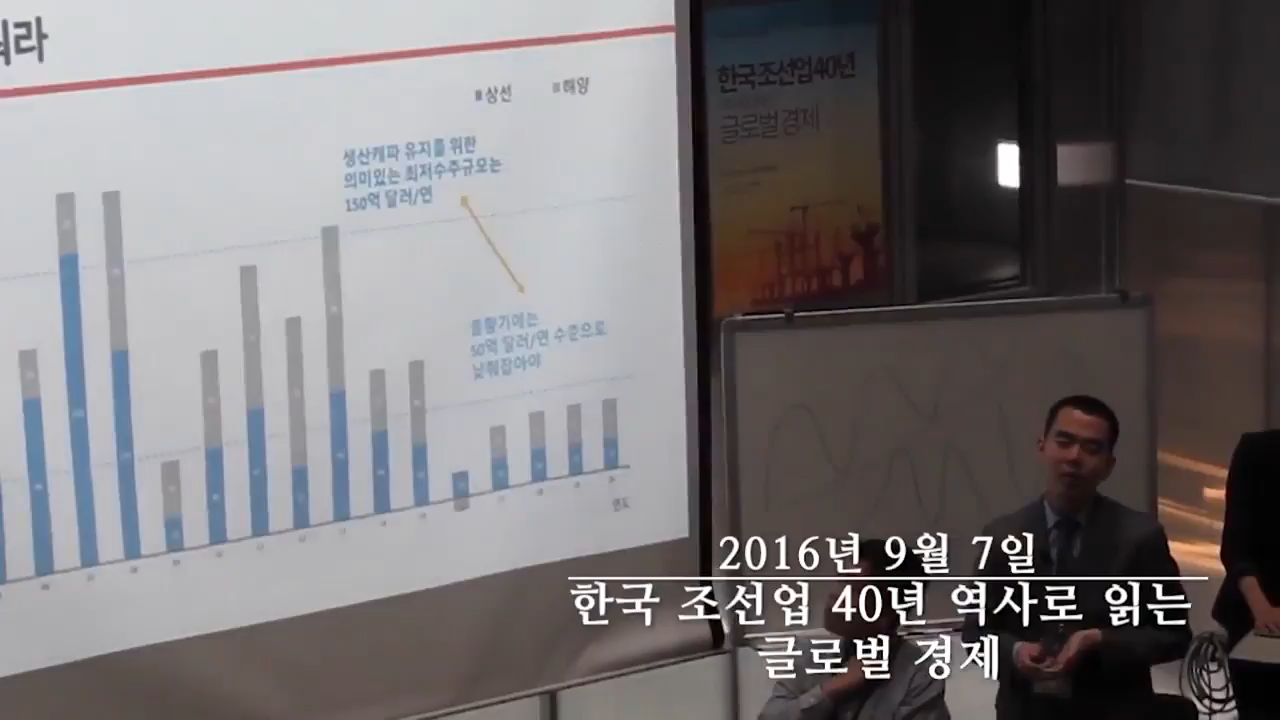 춰라
상선
해양
생산캐파 유지를 위한
의미있는 최저수주규모는
150억 달러/연
불황기에는
50억 달러/연 수준으로
낮춰잡아야
연도
한국조선업40년
글로벌 경제
2016년 9월 7일
한국 조선업 40년 역사로 읽는
글로벌 경제